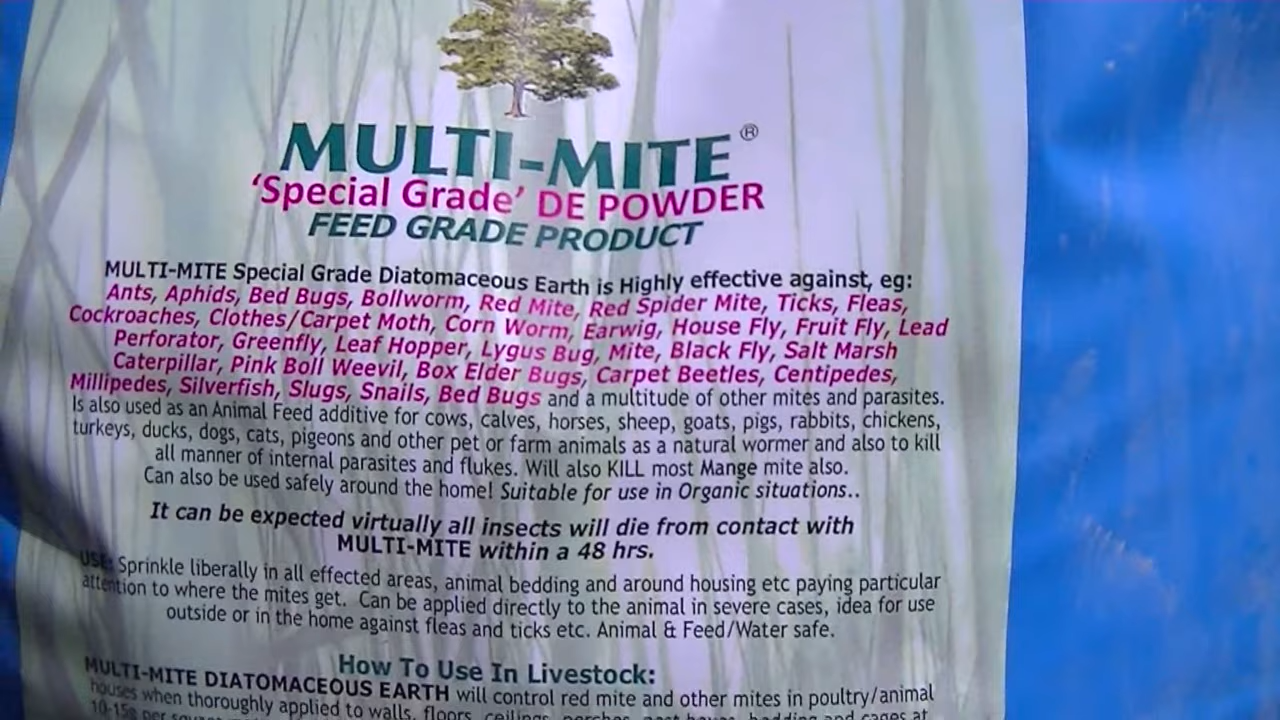 MULTI-MITE®
'Special Grade' DE POWDER
FEED GRADE PRODUCT
MULTI-MITE Special Grade Diatomaceous Earth is Highly effective against, eg:
Ants, Aphids, Bed Bugs, Bollworm, Red Mite, Red Spider Mite, Ticks, Fleas,
Cockroaches, Clothes/Carpet Moth, Corn Worm, Earwig, House Fly, Fruit Fly, Lead
Perforator, Greenfly, Leaf Hopper, Lygus Bug, Mite, Black Fly, Salt Marsh
Caterpillar, Pink Boll Weevil, Box Elder Bugs, Carpet Beetles, Centipedes,
Millipedes, Silverfish, Slugs, Snails, Bed Bugs and a multitude of other mites and parasites.
Is also used as an Animal Feed additive for cows, calves, horses, sheep, goats, pigs, rabbits, chickens,
turkeys, ducks, dogs, cats, pigeons and other pet or farm animals as a natural wormer and also to kill
all manner of internal parasites and flukes. Will also KILL most Mange mite also.
Can also be used safely around the home! Suitable for use in Organic situations..
It can be expected virtually all insects will die from contact with
MULTI-MITE within a 48 hrs.
USE: Sprinkle liberally in all effected areas, animal bedding and around housing etc paying particular
attention to where the mites get. Can be applied directly to the animal in severe cases, idea for use
outside or in the home against fleas and ticks etc. Animal & Feed/Water safe.
How To Use In Livestock:
MULTI-MITE DIATOMACEOUS EARTH will control red mite and other mites in poultry/animal
houses when thoroughly applied to walls, floors, ceilings, perches, nest boxes, bedding and cages at
10-15g per square